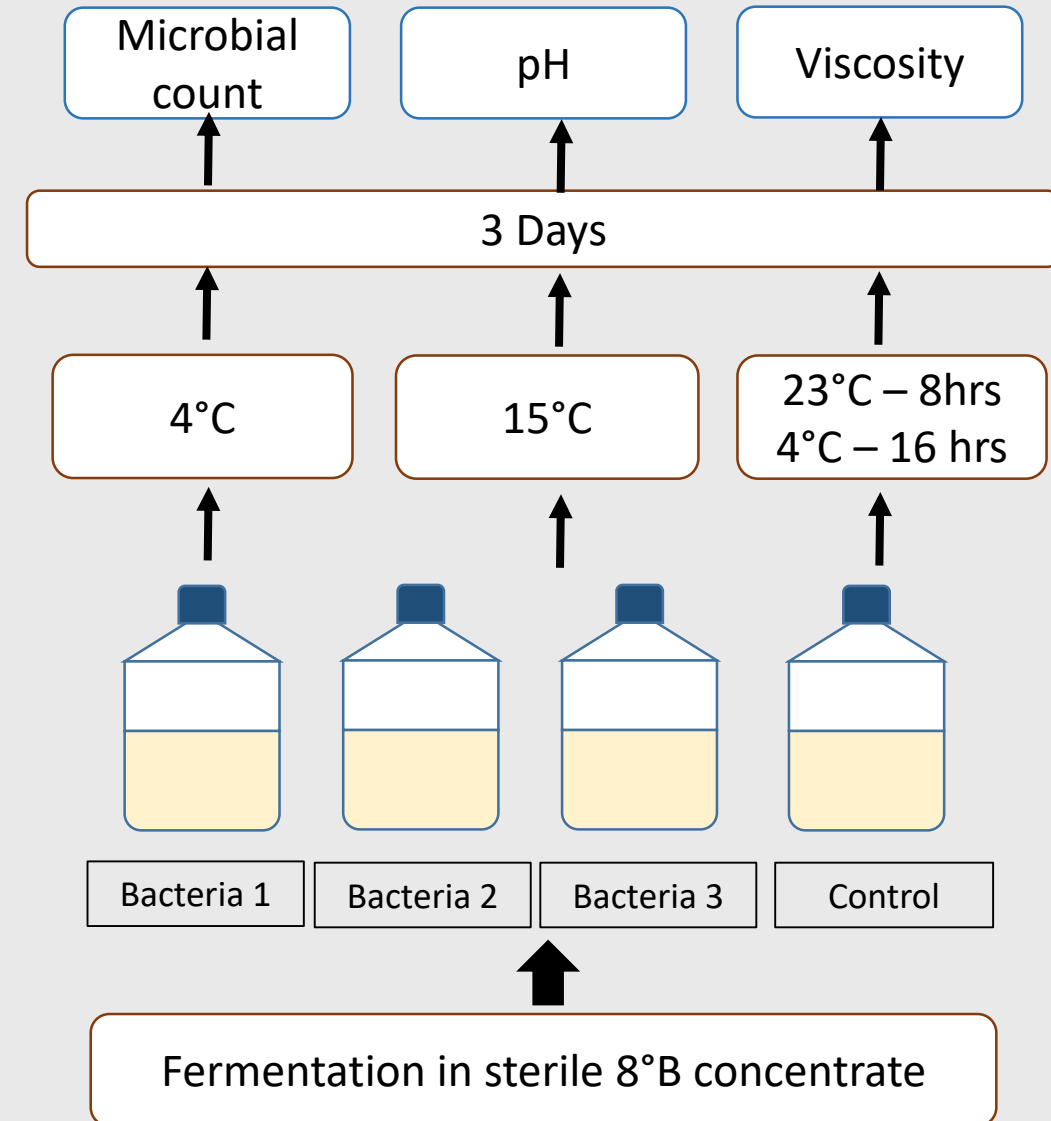 Microbial
count
pH
Viscosity
3 Days
4°C
15°C
23°C – 8hrs
4°C – 16 hrs
Bacteria 1
Bacteria 2
Bacteria 3
Control
Fermentation in sterile 8°B concentrate